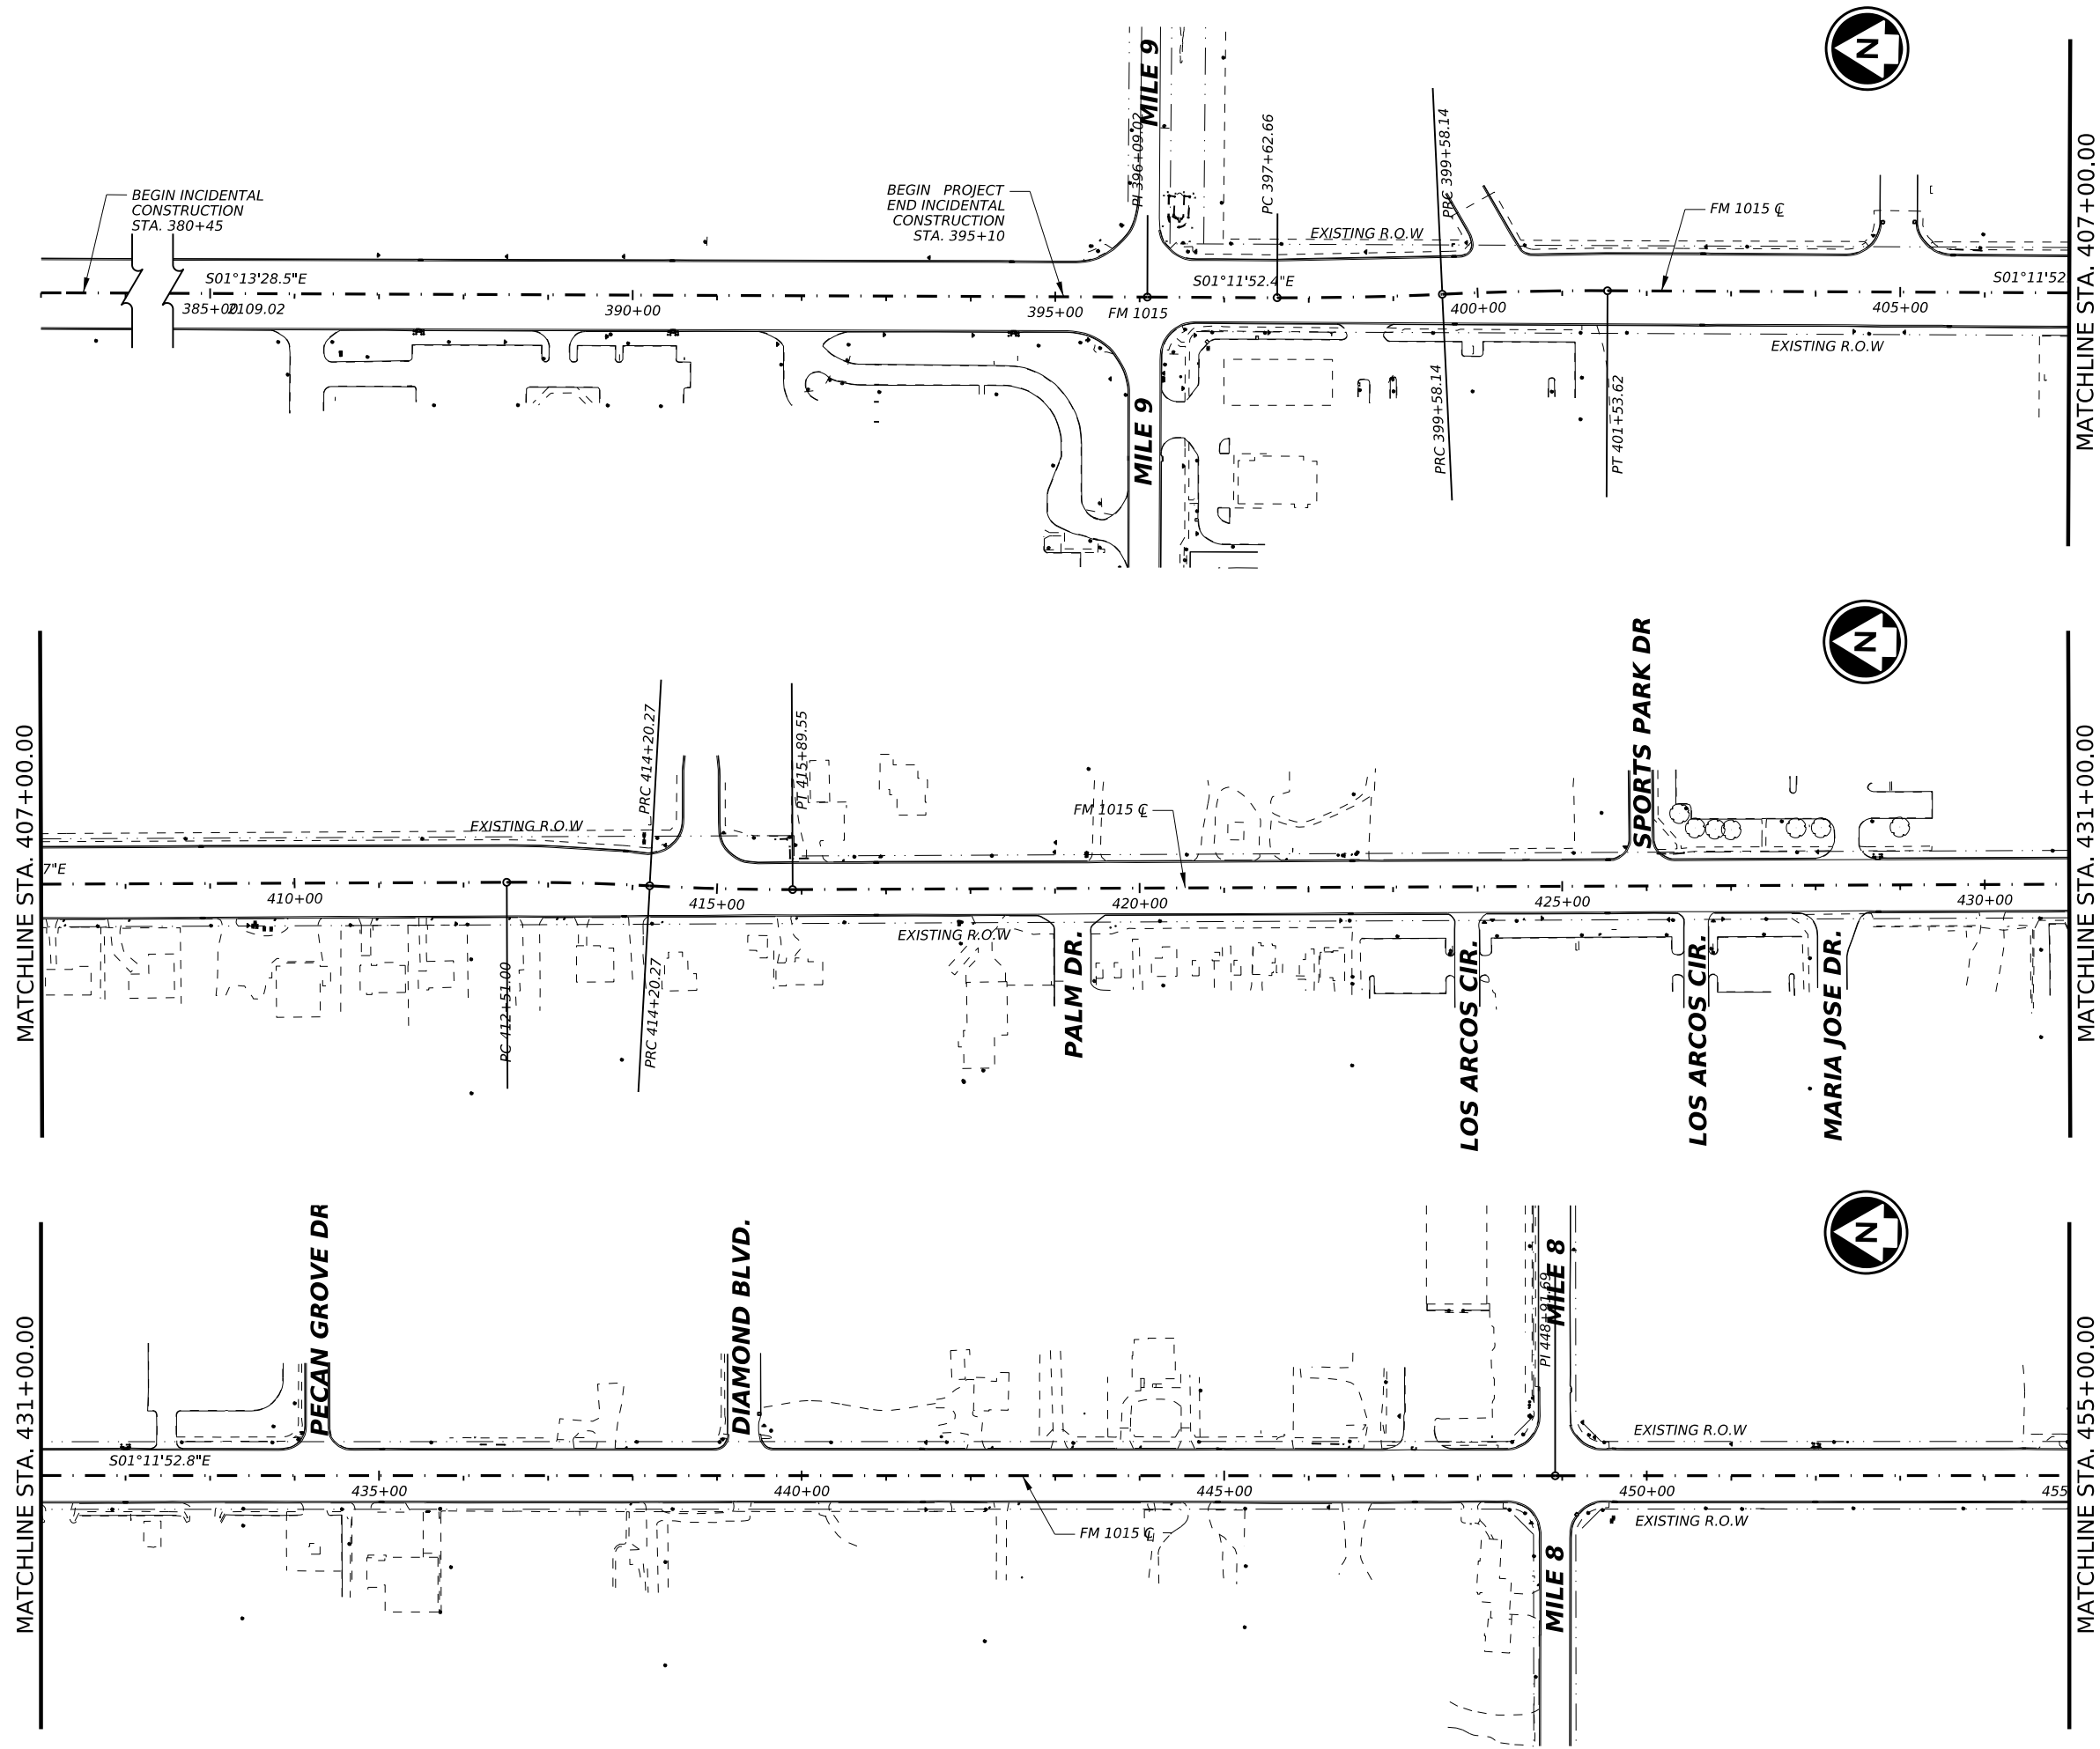 N
MILE 9
PI 396+09.02
PC 397+62.66
PRC 399+58.14
BEGIN INCIDENTAL
CONSTRUCTION
STA. 380+45
BEGIN PROJECT
END INCIDENTAL
CONSTRUCTION
STA. 395+10
EXISTING R.O.W
FM 1015 ℄
MATCHLINE STA. 407+00.00
S01°13'28.5"E
S01°11'52.4"E
S01°11'52
385+00
2109.02
390+00
395+00
FM 1015
400+00
405+00
EXISTING R.O.W
MILE 9
PRC 399+58.14
PT 401+53.62
N
SPORTS PARK DR
MATCHLINE STA. 407+00.00
PRC 414+20.27
PT 415+89.55
FM 1015 ℄
EXISTING R.O.W
MATCHLINE STA. 431+00.00
7"E
410+00
415+00
420+00
425+00
430+00
EXISTING R.O.W
PC 412+51.00
PRC 414+20.27
PALM DR.
LOS ARCOS CIR.
LOS ARCOS CIR.
MARIA JOSE DR.
N
PECAN GROVE DR
DIAMOND BLVD.
MILE 8
PI 448+91.69
MATCHLINE STA. 431+00.00
EXISTING R.O.W
MATCHLINE STA. 455+00.00
S01°11'52.8"E
435+00
440+00
445+00
450+00
455
FM 1015 ℄
EXISTING R.O.W
MILE 8